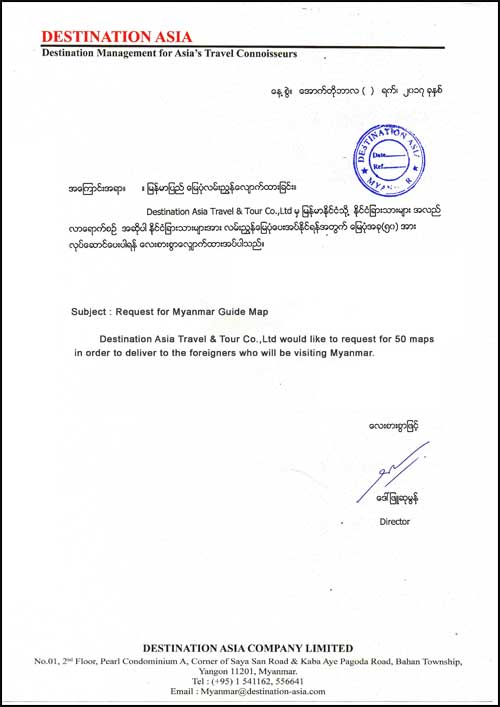 DESTINATION ASIA
Destination Management for Asia's Travel Connoisseurs
နေ့စွဲ။ အောက်တိုဘာလ ( ) ရက်၊ ၂၀၁၇ ခုနှစ်
DESTINATION ASIA
Date
Ref
MYANMAR
အကြောင်းအရာ။ ။ မြန်မာပြည် မြေပုံလမ်းညွှန်လျှောက်ထားခြင်း။
Destination Asia Travel & Tour Co.,Ltd မှ မြန်မာနိုင်ငံသို့ နိုင်ငံခြားသားများ အလည်
လာရောက်စဉ် အဆိုပါ နိုင်ငံခြားသားများအား လမ်းညွှန်မြေပုံပေးအပ်နိုင်ရန်အတွက် မြေပုံအခု(၅၀) အား
လုပ်ဆောင်ပေးပါရန် လေးစားစွာလျှောက်ထားအပ်ပါသည်။
Subject : Request for Myanmar Guide Map
Destination Asia Travel & Tour Co.,Ltd would like to request for 50 maps
in order to deliver to the foreigners who will be visiting Myanmar.
လေးစားစွာဖြင့်
ဒေါ်ဖြူဆုမွန်
Director
DESTINATION ASIA COMPANY LIMITED
No.01, 2nd Floor, Pearl Condominium A, Corner of Saya San Road & Kaba Aye Pagoda Road, Bahan Township,
Yangon 11201, Myanmar.
Tel : (+95) 1 541162, 556641
Email : Myanmar@destination-asia.com